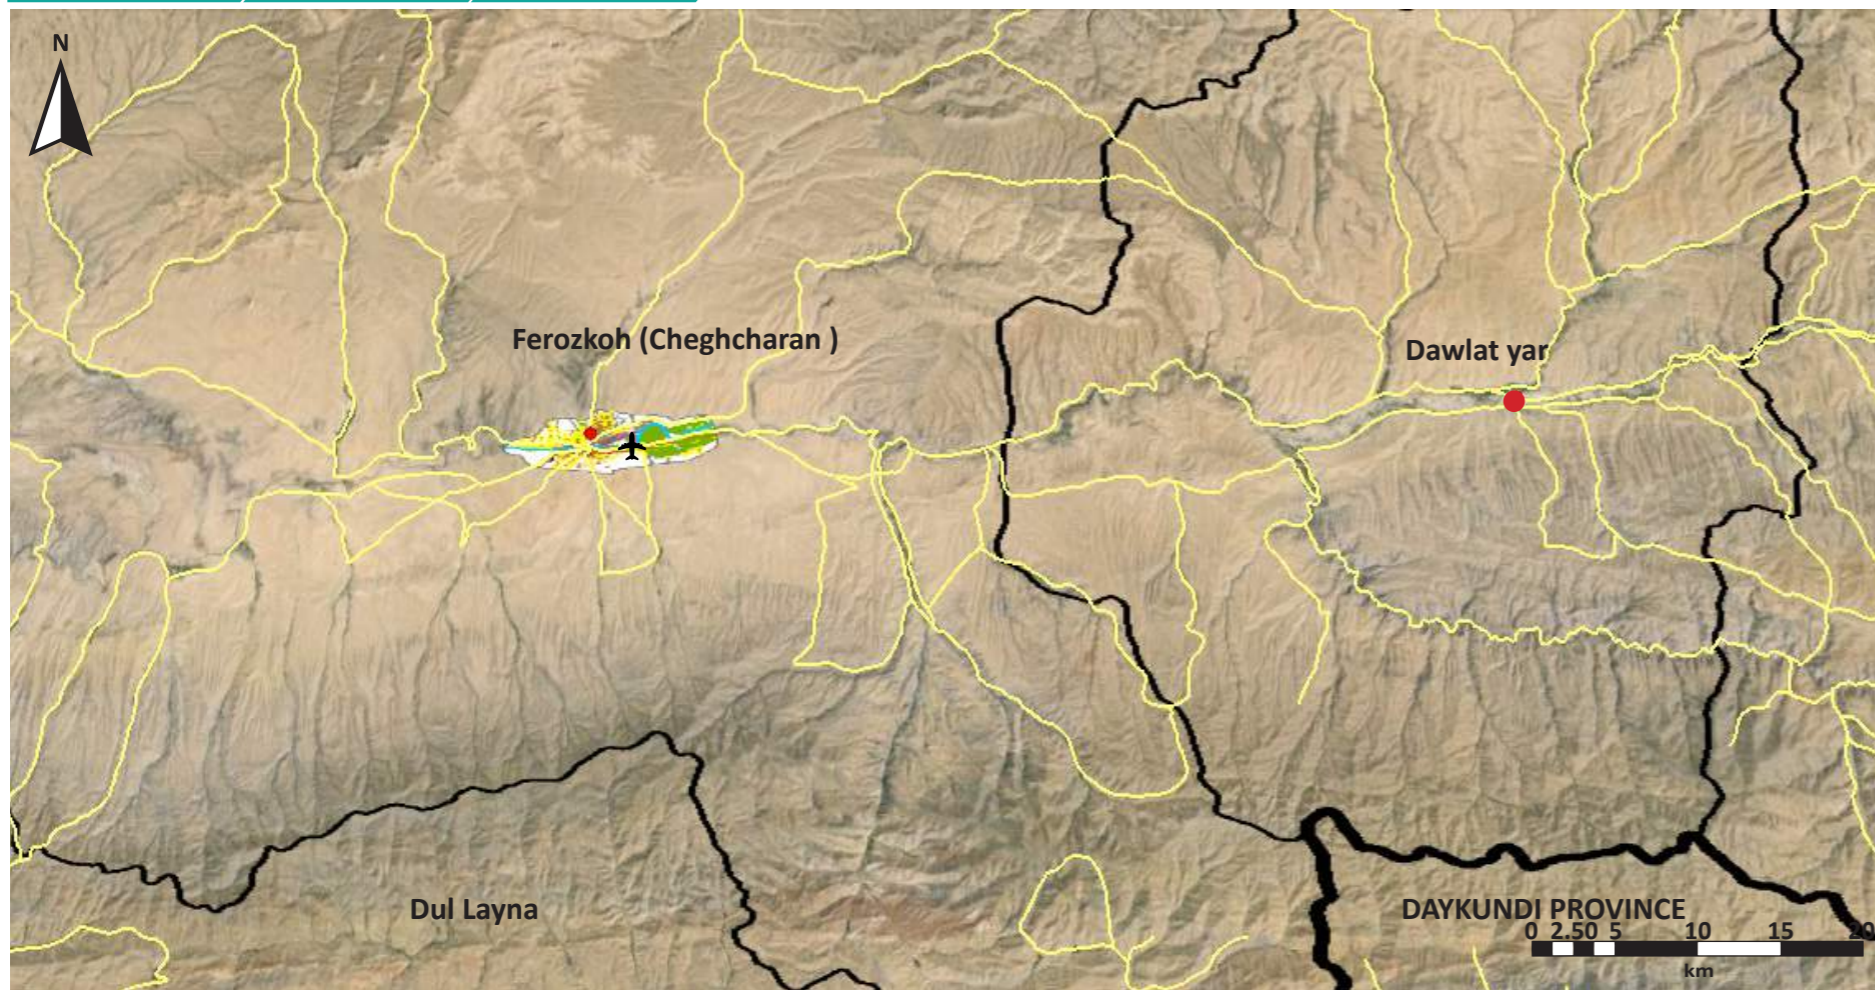 N
Ferozkoh (Cheghcharan )
Dawlat yar
Dul Layna
DAYKUNDI PROVINCE
0 2.50 5 10 15 20
km